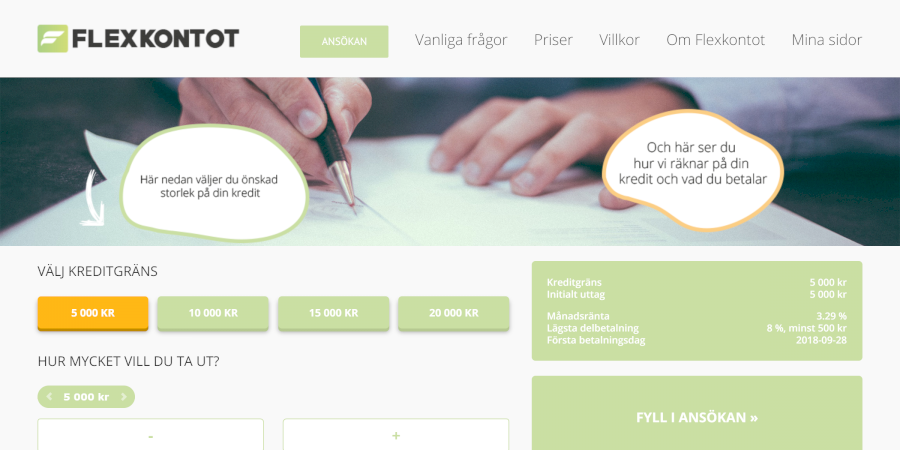 FLEXKONTOT
ANSÖKAN
Vanliga frågor
Priser
Villkor
Om Flexkontot
Mina sidor
Här nedan väljer du önskad
storlek på din kredit
Och här ser du
hur vi räknar på din
kredit och vad du betalar
VÄLJ KREDITGRÄNS
5 000 KR
10 000 KR
15 000 KR
20 000 KR
HUR MYCKET VILL DU TA UT?
< 5 000 kr >
-
+
Kreditgräns 5 000 kr
Initialt uttag 5 000 kr
Månadsränta 3,29 %
Lägsta delbetalning 8 %, minst 500 kr
Första betalningsdag 2018-09-28
FYLL I ANSÖKAN »